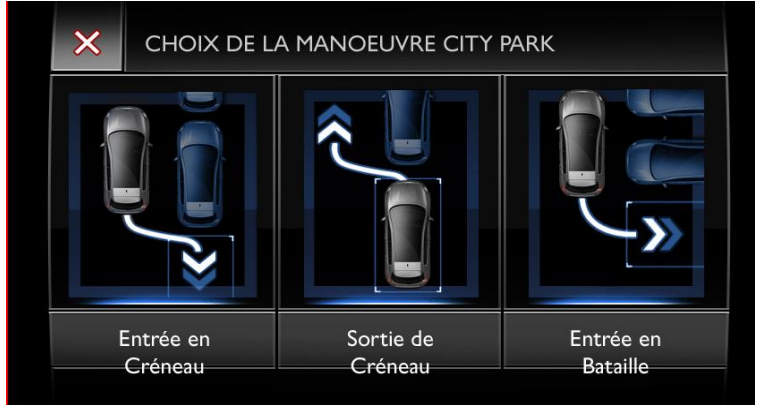 CHOIX DE LA MANOEUVRE CITY PARK
Entrée en
Créneau
Sortie de
Créneau
Entrée en
Bataille